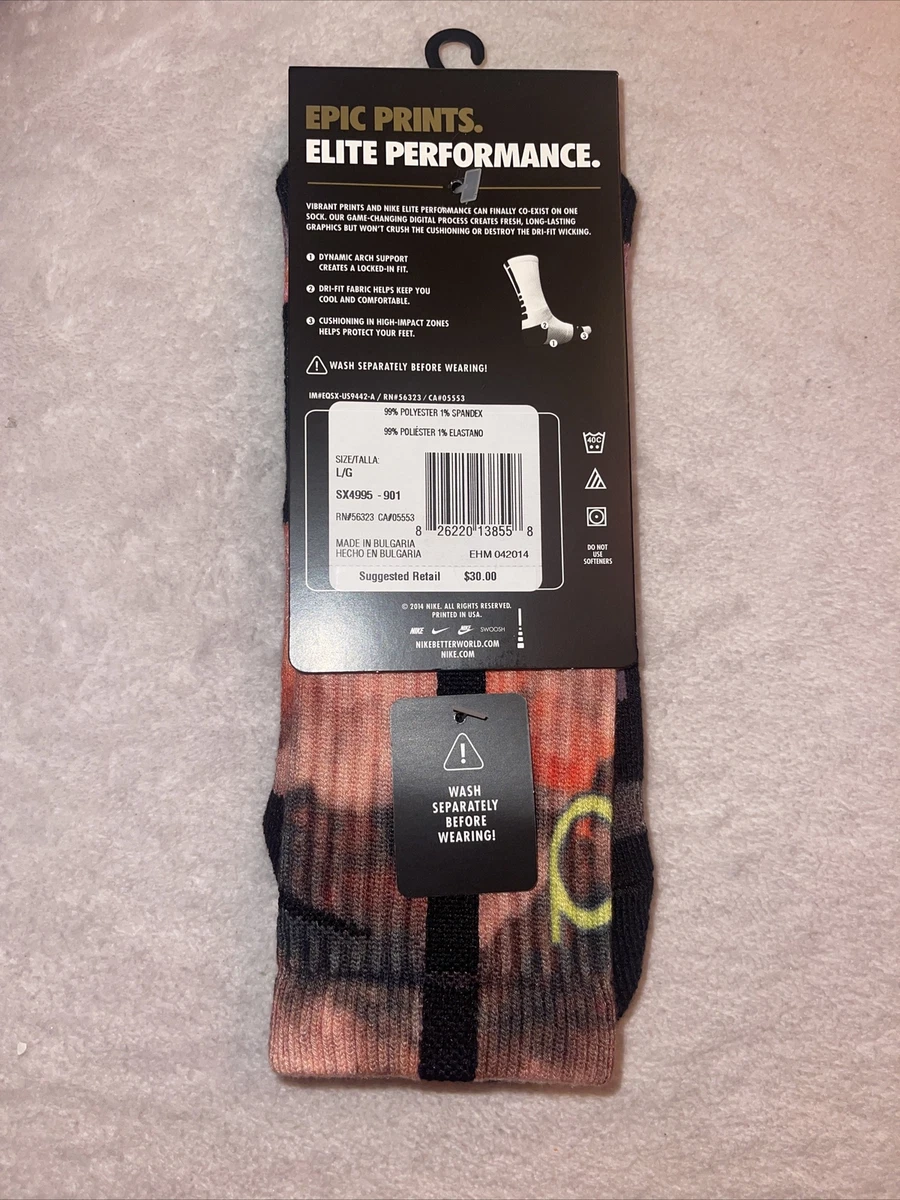 EPIC PRINTS.
ELITE PERFORMANCE.
VIBRANT PRINTS AND NIKE ELITE PERFORMANCE CAN FINALLY CO-EXIST ON ONE
SOCK. OUR GAME-CHANGING DIGITAL PROCESS CREATES FRESH, LONG-LASTING
GRAPHICS BUT WON'T CRUSH THE CUSHIONING OR DESTROY THE DRI-FIT WICKING.
1 DYNAMIC ARCH SUPPORT
CREATES A LOCKED-IN FIT.
2 DRI-FIT FABRIC HELPS KEEP YOU
COOL AND COMFORTABLE.
3 CUSHIONING IN HIGH-IMPACT ZONES
HELPS PROTECT YOUR FEET.
2
1
3
! WASH SEPARATELY BEFORE WEARING!
IM#EQSX-US9442-A / RN#56323 / CA#05553
99% POLYESTER 1% SPANDEX
99% POLIÉSTER 1% ELASTANO
SIZE/TALLA:
L/G
SX4995 - 901
RN#56323 CA#05553
8 26220 13855 8
MADE IN BULGARIA
HECHO EN BULGARIA
EHM 042014
Suggested Retail $30.00
40C
DO NOT
USE
SOFTENERS
© 2014 NIKE. ALL RIGHTS RESERVED.
PRINTED IN USA.
NIKE NIKE SWOOSH
NIKEBETTERWORLD.COM
NIKE.COM
!
WASH
SEPARATELY
BEFORE
WEARING!